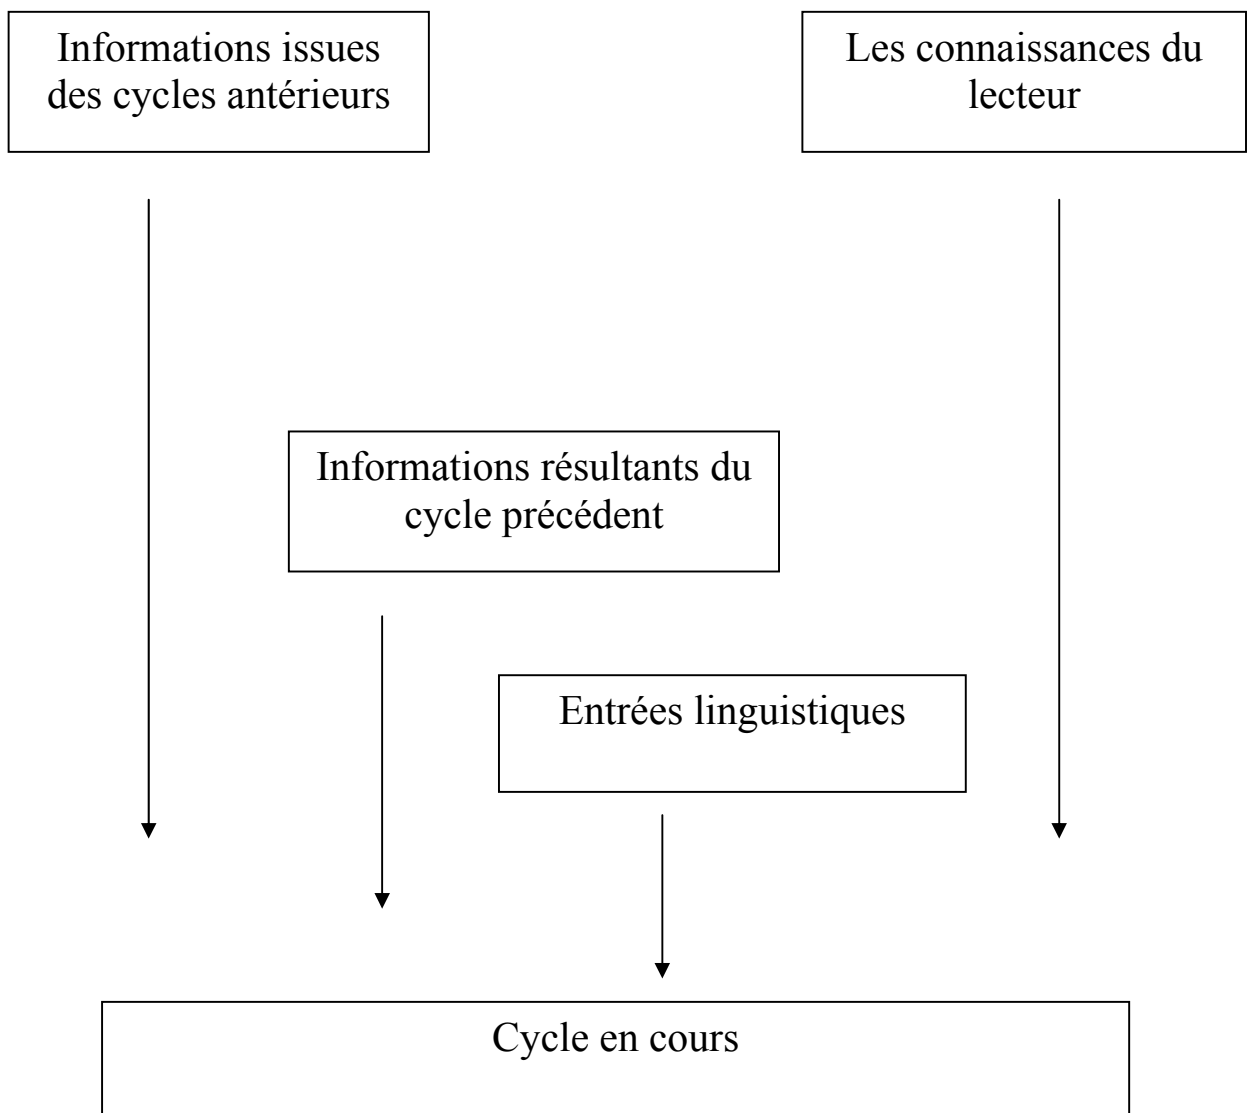 Informations issues
des cycles antérieurs
Les connaissances du
lecteur
Informations résultants du
cycle précédent
Entrées linguistiques
Cycle en cours